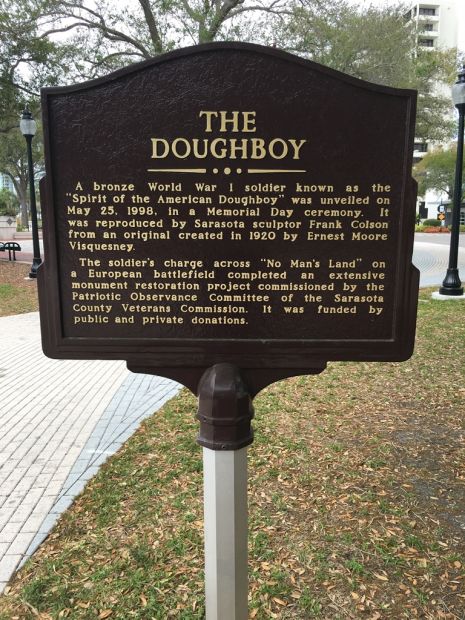 THE
DOUGHBOY
A bronze World War I soldier known as the
"Spirit of the American Doughboy" was unveiled on
May 25, 1998, in a Memorial Day ceremony. It
was reproduced by Sarasota sculptor Frank Colson
from an original created in 1920 by Ernest Moore
Visquesney.
The soldier's charge across "No Man's Land" on
a European battlefield completed an extensive
monument restoration project commissioned by the
Patriotic Observance Committee of the Sarasota
County Veterans Commission. It was funded by
public and private donations.